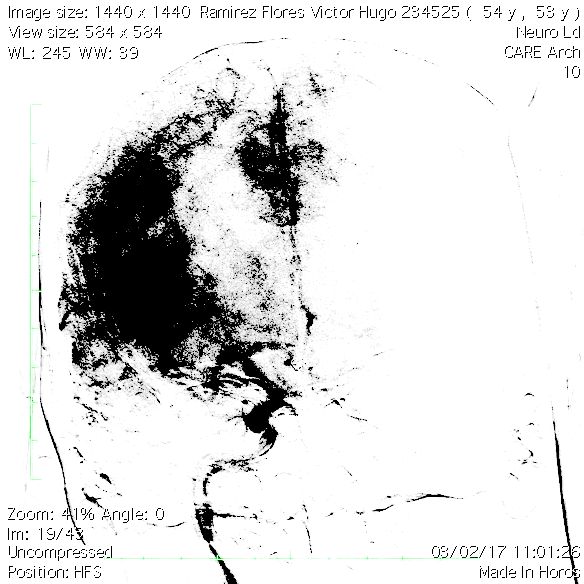 Image size: 1440 x 1440 Ramirez Flores Victor Hugo 234525 ( 54 y , 53 y )
View size: 584 x 584 Neuro Ld
WL: 245 WW: 39 CARE Arch
10
Zoom: 41% Angle: 0
Im: 19/43
Uncompressed 03/02/17 11:01:26
Position: HFS Made In Horos